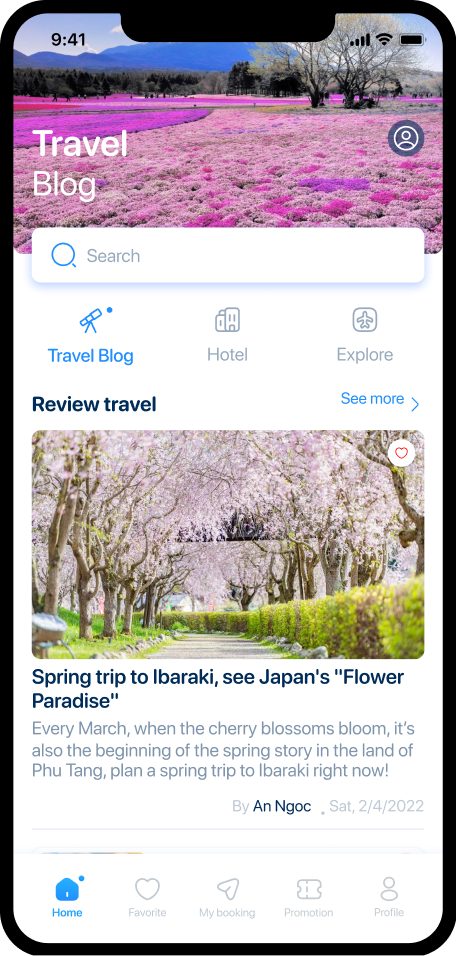 9:41
Travel
Blog
Search
Travel Blog
Hotel
Explore
Review travel
See more
Spring trip to Ibaraki, see Japan's "Flower
Paradise"
Every March, when the cherry blossoms bloom, it’s
also the beginning of the spring story in the land of
Phu Tang, plan a spring trip to Ibaraki right now!
By An Ngoc . Sat, 2/4/2022
Home
Favorite
My booking
Promotion
Profile